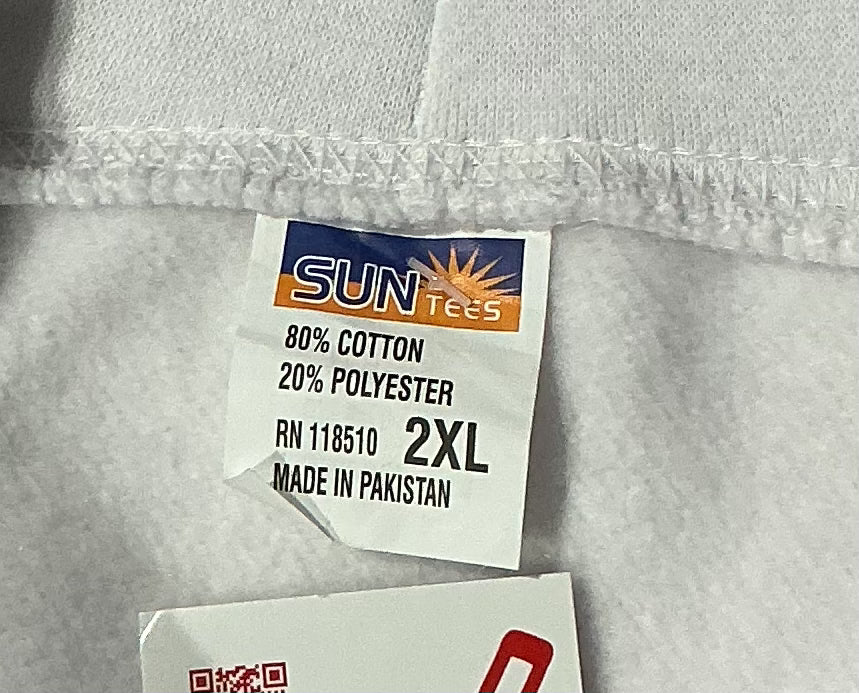 SUN
TEES
80% COTTON
20% POLYESTER
RN 118510 2XL
MADE IN PAKISTAN